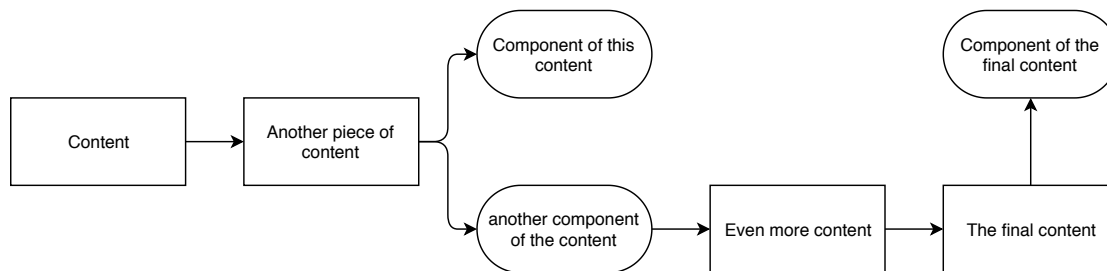 Content
Another piece of
content
Component of this
content
another component
of the content
Even more content
The final content
Component of the
final content